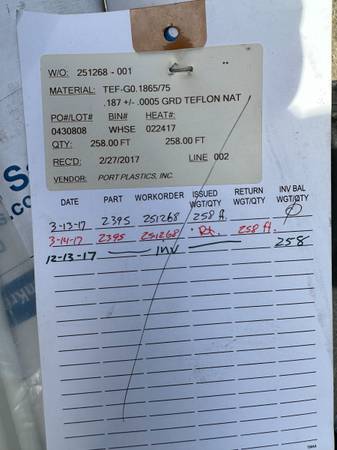 W/O: 251268 - 001
MATERIAL: TEF-G0.1865/75
.187 +/- .0005 GRD TEFLON NAT
PO#/LOT# BIN# HEAT#:
0430808 WHSE 022417
QTY: 258.00 FT 258.00 FT
REC'D: 2/27/2017 LINE 002
VENDOR: PORT PLASTICS, INC.
DATE PART WORKORDER ISSUED WGT/QTY RETURN WGT/QTY INV BAL WGT/QTY
3-13-17 2395 251268 258 ft. Ø
3-14-17 2395 251268 258 ft.
12-13-17 INV 258